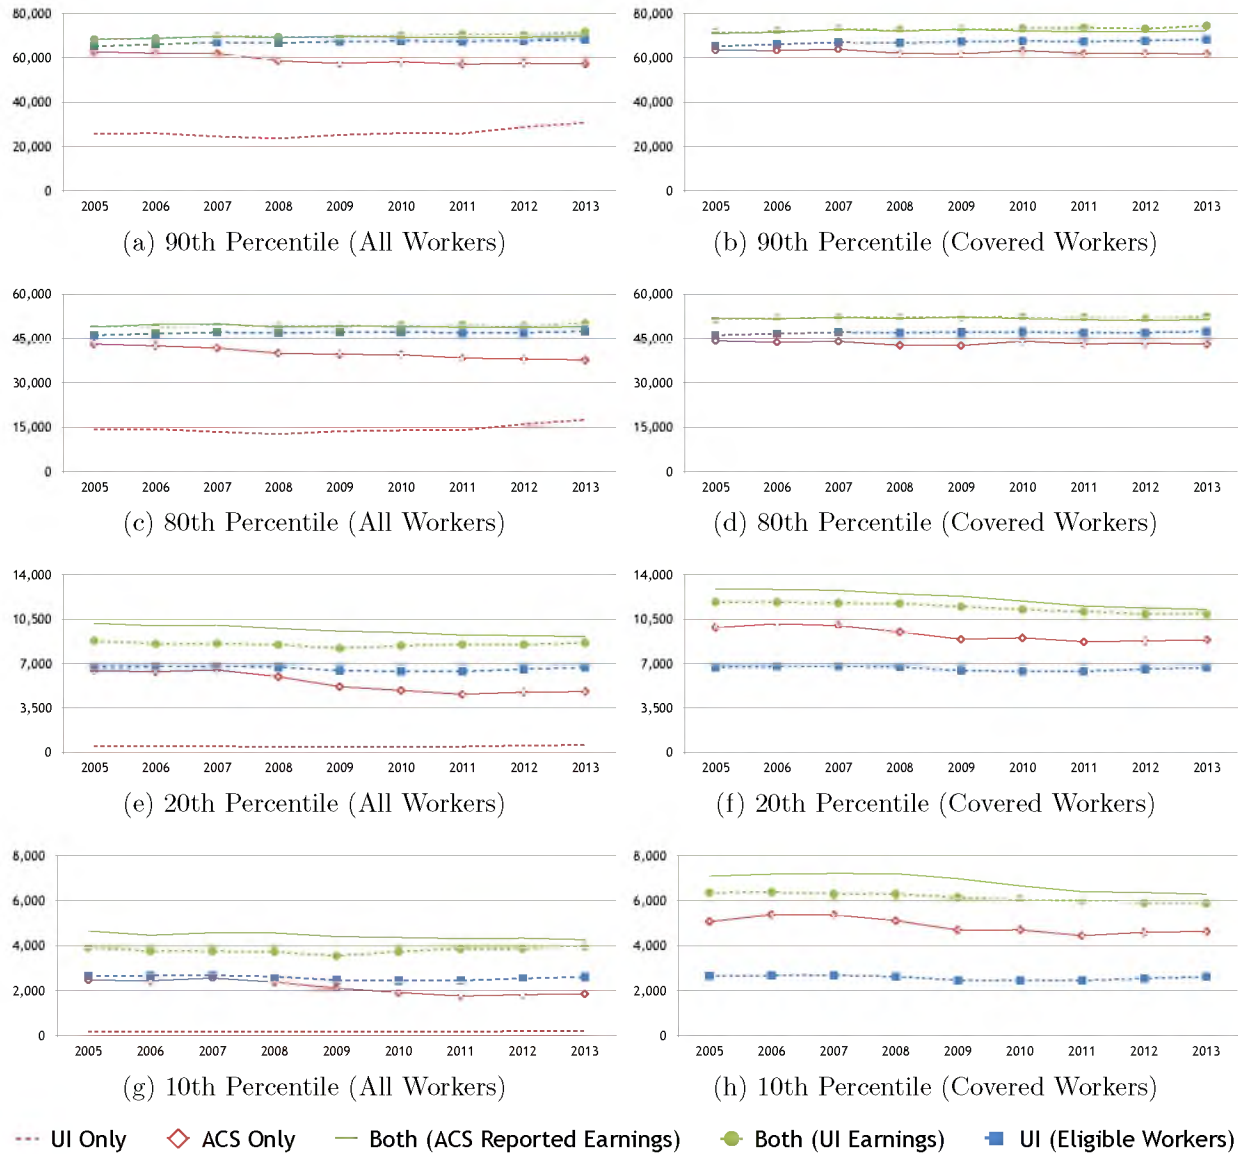 80,000
60,000
40,000
20,000
0
2005 2006 2007 2008 2009 2010 2011 2012 2013
(a) 90th Percentile (All Workers)
80,000
60,000
40,000
20,000
0
2005 2006 2007 2008 2009 2010 2011 2012 2013
(b) 90th Percentile (Covered Workers)
60,000
45,000
30,000
15,000
0
2005 2006 2007 2008 2009 2010 2011 2012 2013
(c) 80th Percentile (All Workers)
60,000
45,000
30,000
15,000
0
2005 2006 2007 2008 2009 2010 2011 2012 2013
(d) 80th Percentile (Covered Workers)
14,000
10,500
7,000
3,500
0
2005 2006 2007 2008 2009 2010 2011 2012 2013
(e) 20th Percentile (All Workers)
14,000
10,500
7,000
3,500
0
2005 2006 2007 2008 2009 2010 2011 2012 2013
(f) 20th Percentile (Covered Workers)
8,000
6,000
4,000
2,000
0
2005 2006 2007 2008 2009 2010 2011 2012 2013
(g) 10th Percentile (All Workers)
8,000
6,000
4,000
2,000
0
2005 2006 2007 2008 2009 2010 2011 2012 2013
(h) 10th Percentile (Covered Workers)
UI Only ACS Only Both (ACS Reported Earnings) Both (UI Earnings) UI (Eligible Workers)